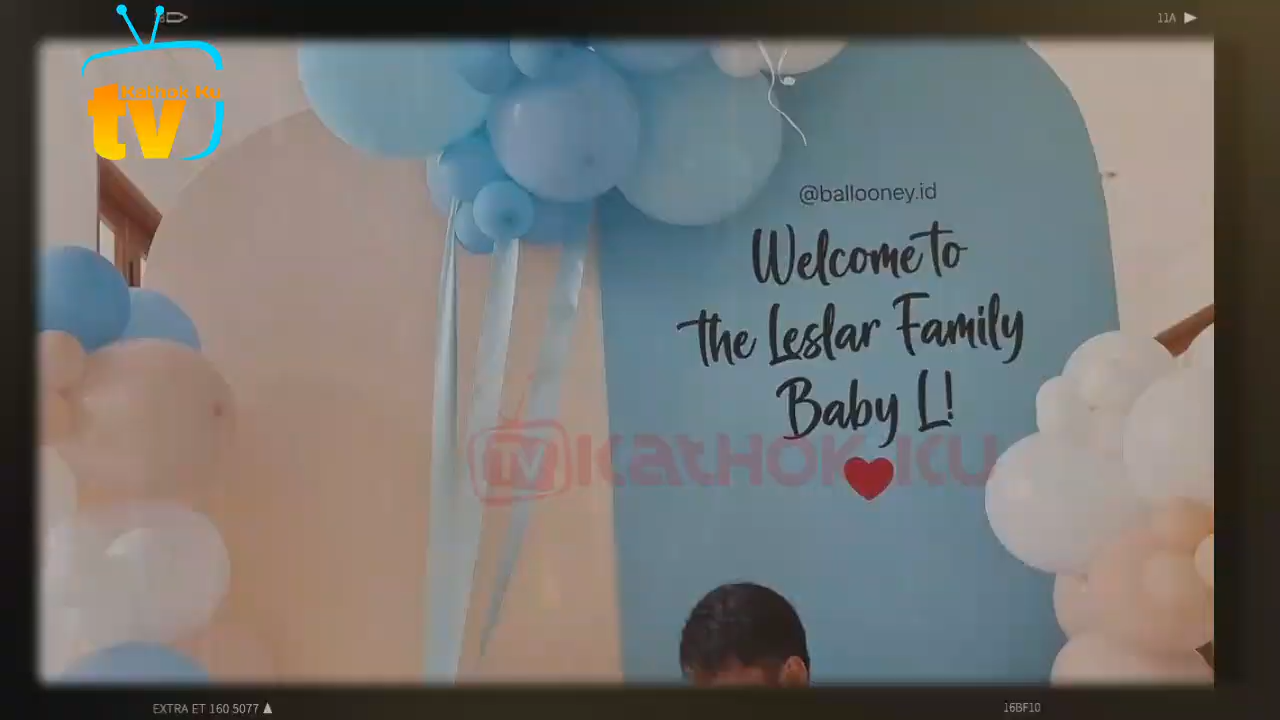 11A
Kathok Ku
tv
@ballooney.id
Welcome to
the Leslar Family
Baby L!
TV KATHOK KU
EXTRA ET 160 5077
16BF10